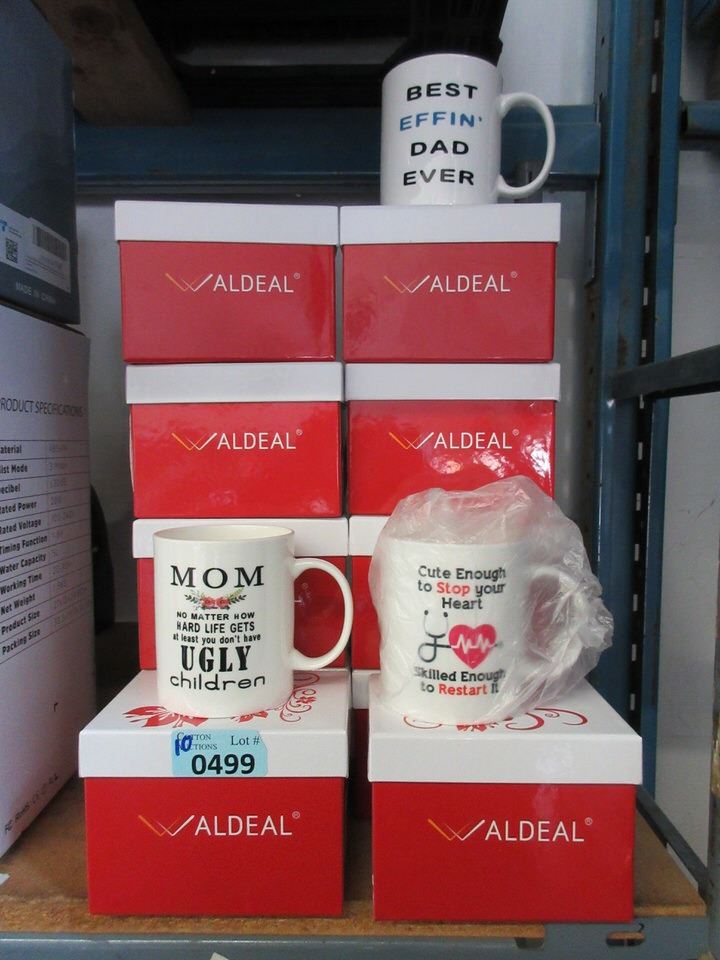 BEST
EFFIN'
DAD
EVER
WALDEAL®
WALDEAL®
WALDEAL®
WALDEAL®
MADE IN CHINA
PRODUCT SPECIFICATIONS
Material
Mist Mode
Decibel
Rated Power
Rated Voltage
Timing Function
Water Capacity
Working Time
Net Weight
Product Size
Packing Size
MOM
NO MATTER HOW
HARD LIFE GETS
at least you don't have
UGLY
children
Cute Enough
to Stop your
Heart
Skilled Enough
to Restart It
10
Lot #
0499
WALDEAL®
WALDEAL®